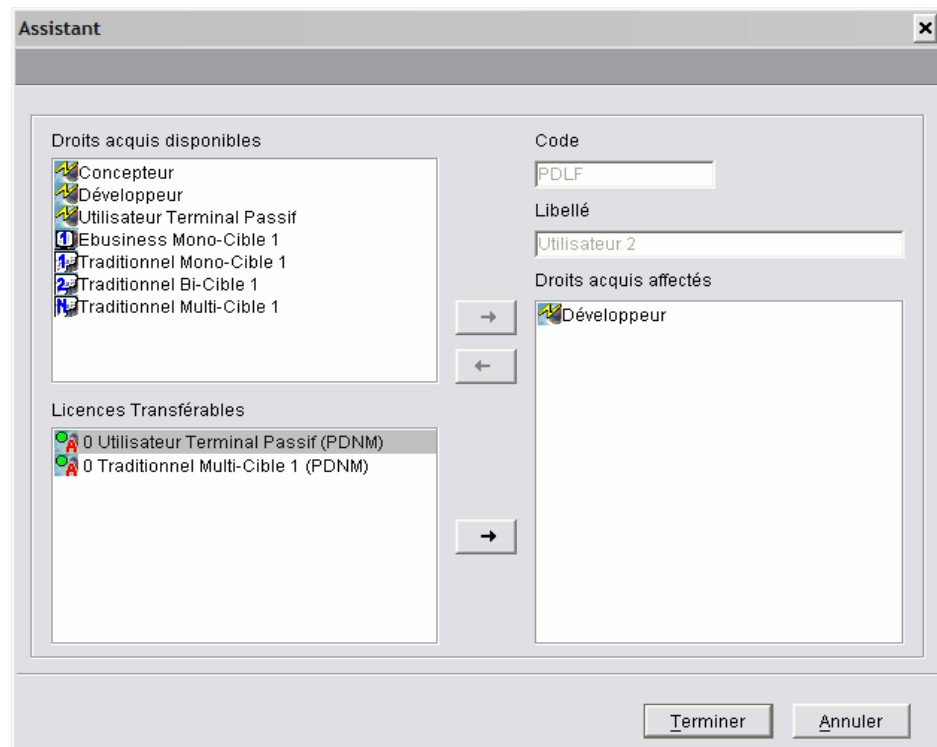 Assistant
Droits acquis disponibles
Concepteur
Développeur
Utilisateur Terminal Passif
Ebusiness Mono-Cible 1
Traditionnel Mono-Cible 1
Traditionnel Bi-Cible 1
Traditionnel Multi-Cible 1
Licences Transférables
0 Utilisateur Terminal Passif (PDNM)
0 Traditionnel Multi-Cible 1 (PDNM)
Code
PDLF
Libellé
Utilisateur 2
Droits acquis affectés
Développeur
Terminer
Annuler